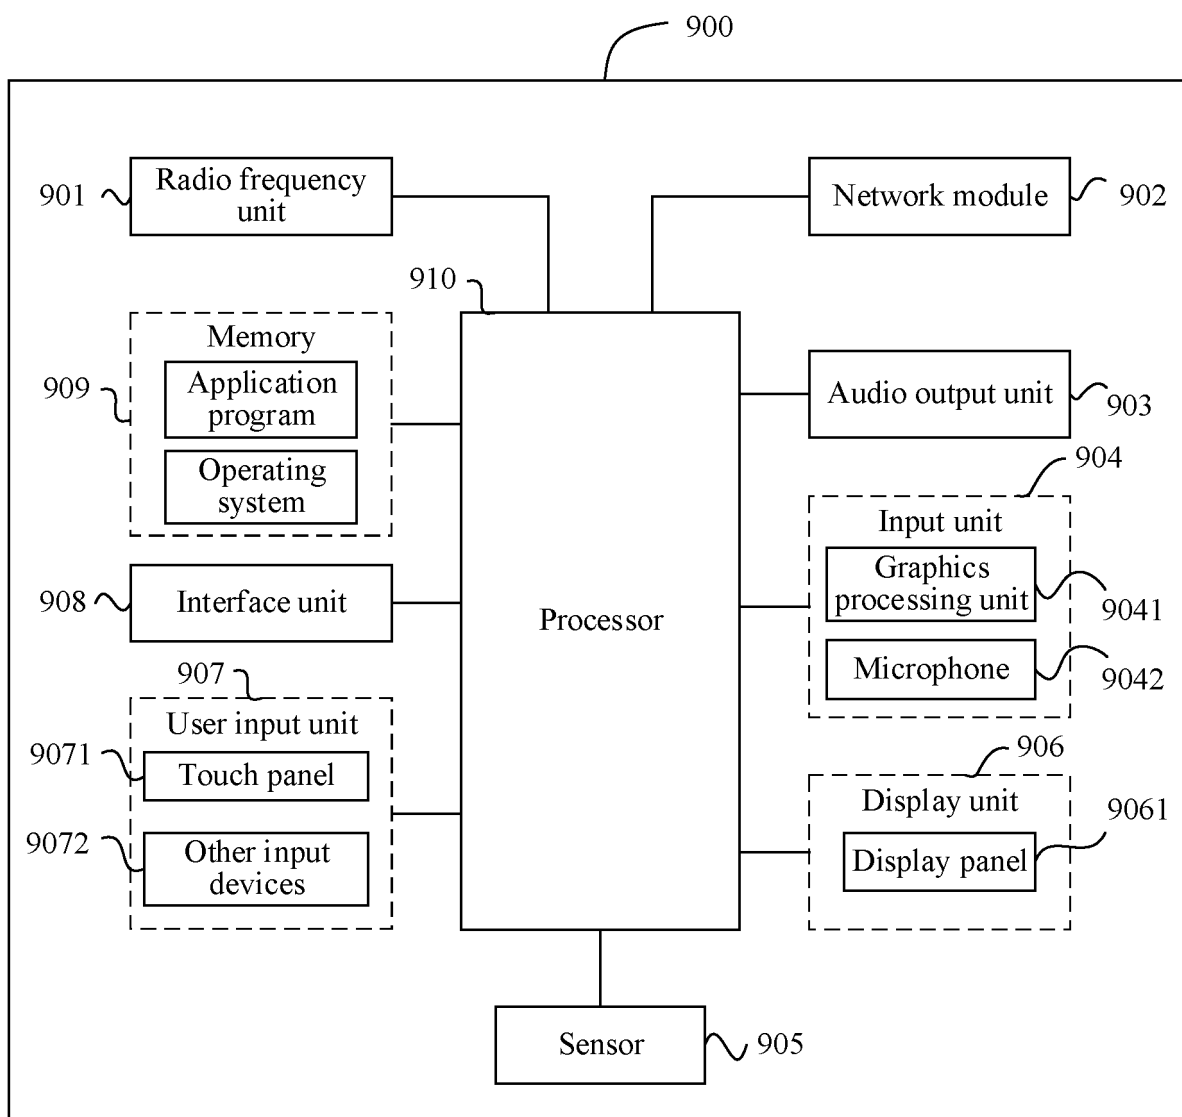 900
901
Radio frequency
unit
Network module
902
910
Memory
Application
program
Operating
system
909
Audio output unit
903
904
Input unit
Graphics
processing unit
9041
Microphone
9042
908
Interface unit
Processor
907
User input unit
9071
Touch panel
9072
Other input
devices
906
Display unit
9061
Display panel
Sensor
905